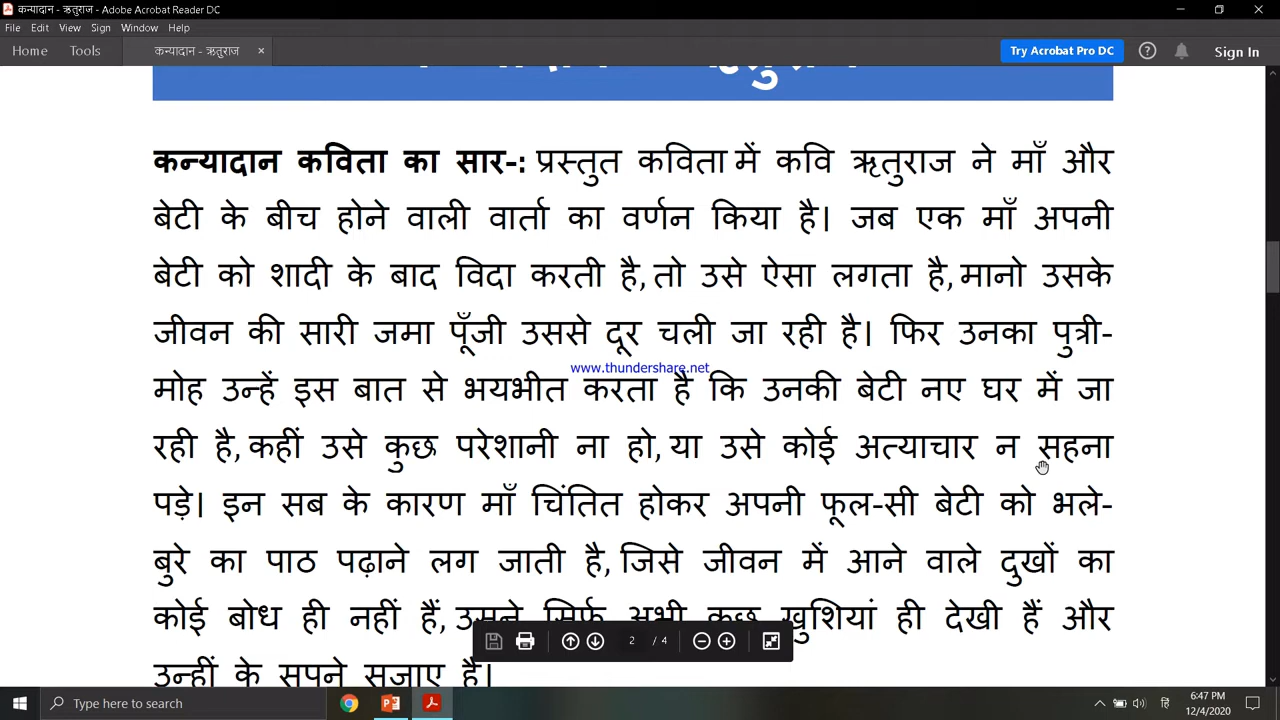 कन्यादान - ऋतुराज - Adobe Acrobat Reader DC
File Edit View Sign Window Help
Home Tools कन्यादान - ऋतुराज × Try Acrobat Pro DC Sign In
कन्यादान कविता का सार-: प्रस्तुत कविता में कवि ऋतुराज ने माँ और
बेटी के बीच होने वाली वार्ता का वर्णन किया है। जब एक माँ अपनी
बेटी को शादी के बाद विदा करती है, तो उसे ऐसा लगता है, मानो उसके
जीवन की सारी जमा पूँजी उससे दूर चली जा रही है। फिर उनका पुत्री-
www.thundershare.net
मोह उन्हें इस बात से भयभीत करता है कि उनकी बेटी नए घर में जा
रही है, कहीं उसे कुछ परेशानी ना हो, या उसे कोई अत्याचार न सहना
पड़े। इन सब के कारण माँ चिंतित होकर अपनी फूल-सी बेटी को भले-
बुरे का पाठ पढ़ाने लग जाती है, जिसे जीवन में आने वाले दुखों का
कोई बोध ही नहीं हैं, उसने सिर्फ अभी कुछ खुशियां ही देखी हैं और
2 / 4
उन्हीं के सपने सजाए है।
Type here to search
हि
6:47 PM
12/4/2020